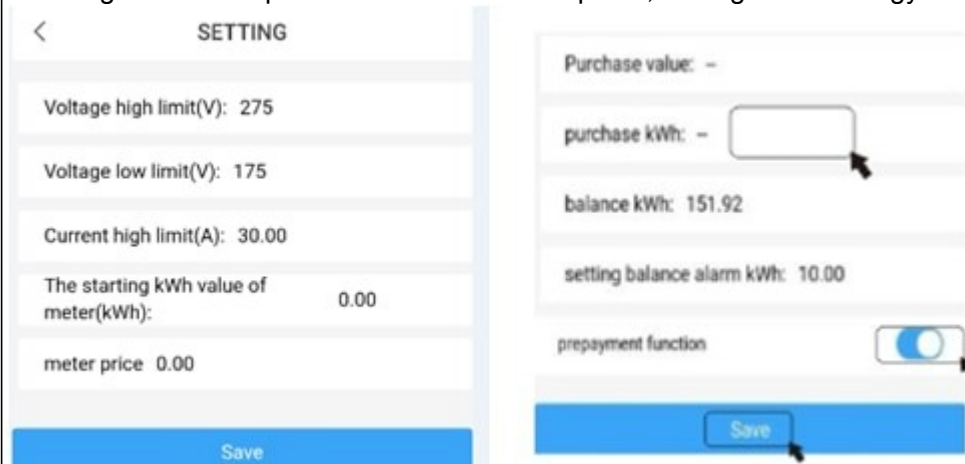 <
SETTING
Voltage high limit(V): 275
Voltage low limit(V): 175
Current high limit(A): 30.00
The starting kWh value of
meter(kWh):
0.00
meter price 0.00
Save
Purchase value: –
purchase kWh: –
balance kWh: 151.92
setting balance alarm kWh: 10.00
prepayment function
Save